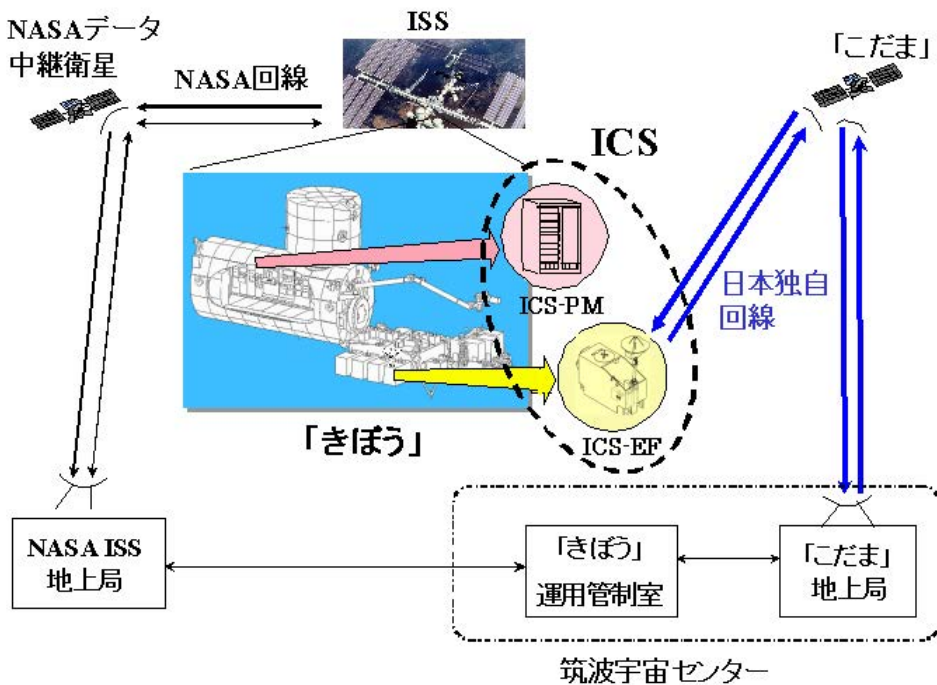 NASAデータ
中継衛星
NASA回線
ISS
「こだま」
ICS
ICS-PM
日本独自
回線
ICS-EF
「きぼう」
NASA ISS
地上局
「きぼう」
運用管制室
「こだま」
地上局
筑波宇宙センター